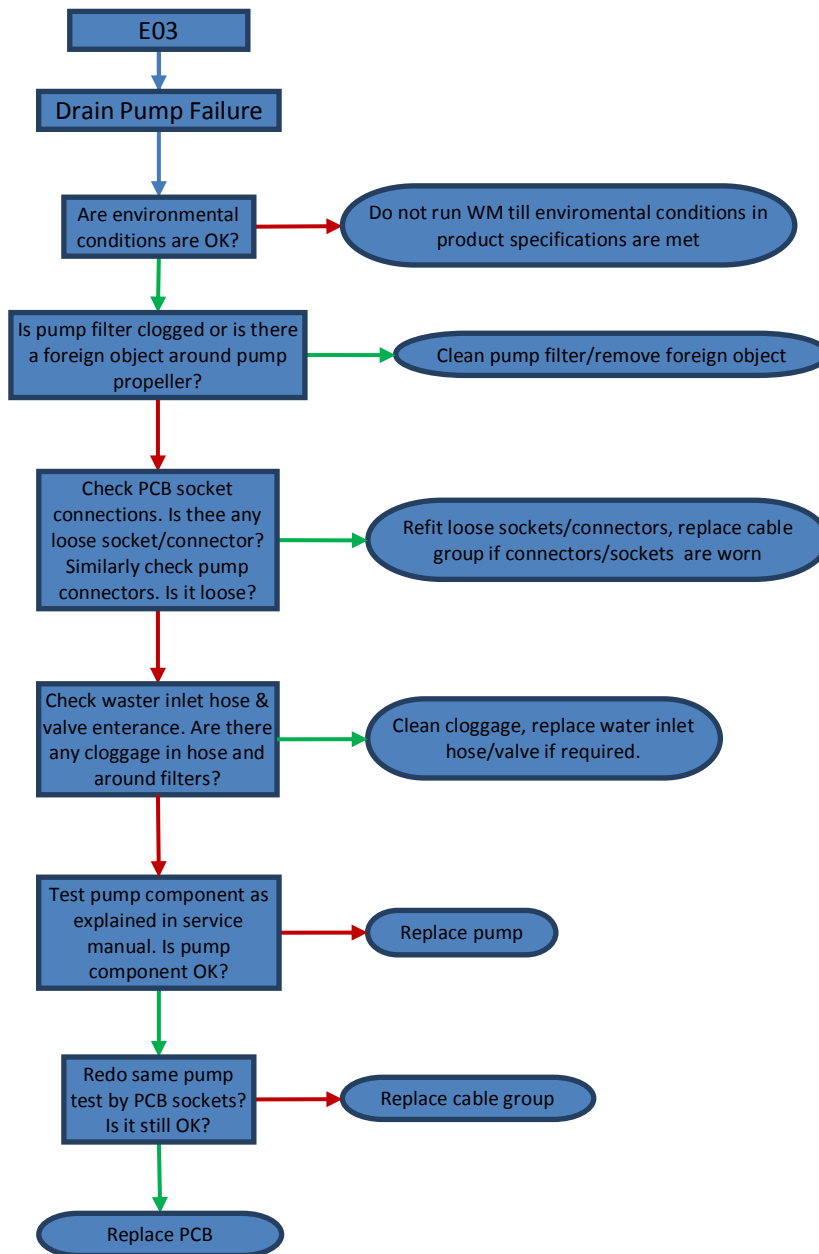 E03
Drain Pump Failure
Are environmental
conditions are OK?
Do not run WM till enviromental conditions in
product specifications are met
Is pump filter clogged or is there
a foreign object around pump
propeller?
Clean pump filter/remove foreign object
Check PCB socket
connections. Is thee any
loose socket/connector?
Similarly check pump
connectors. Is it loose?
Refit loose sockets/connectors, replace cable
group if connectors/sockets  are worn
Check waster inlet hose &
valve enterance. Are there
any cloggage in hose and
around filters?
Clean cloggage, replace water inlet
hose/valve if required.
Test pump component as
explained in service
manual. Is pump
component OK?
Replace pump
Redo same pump
test by PCB sockets?
Is it still OK?
Replace cable group
Replace PCB